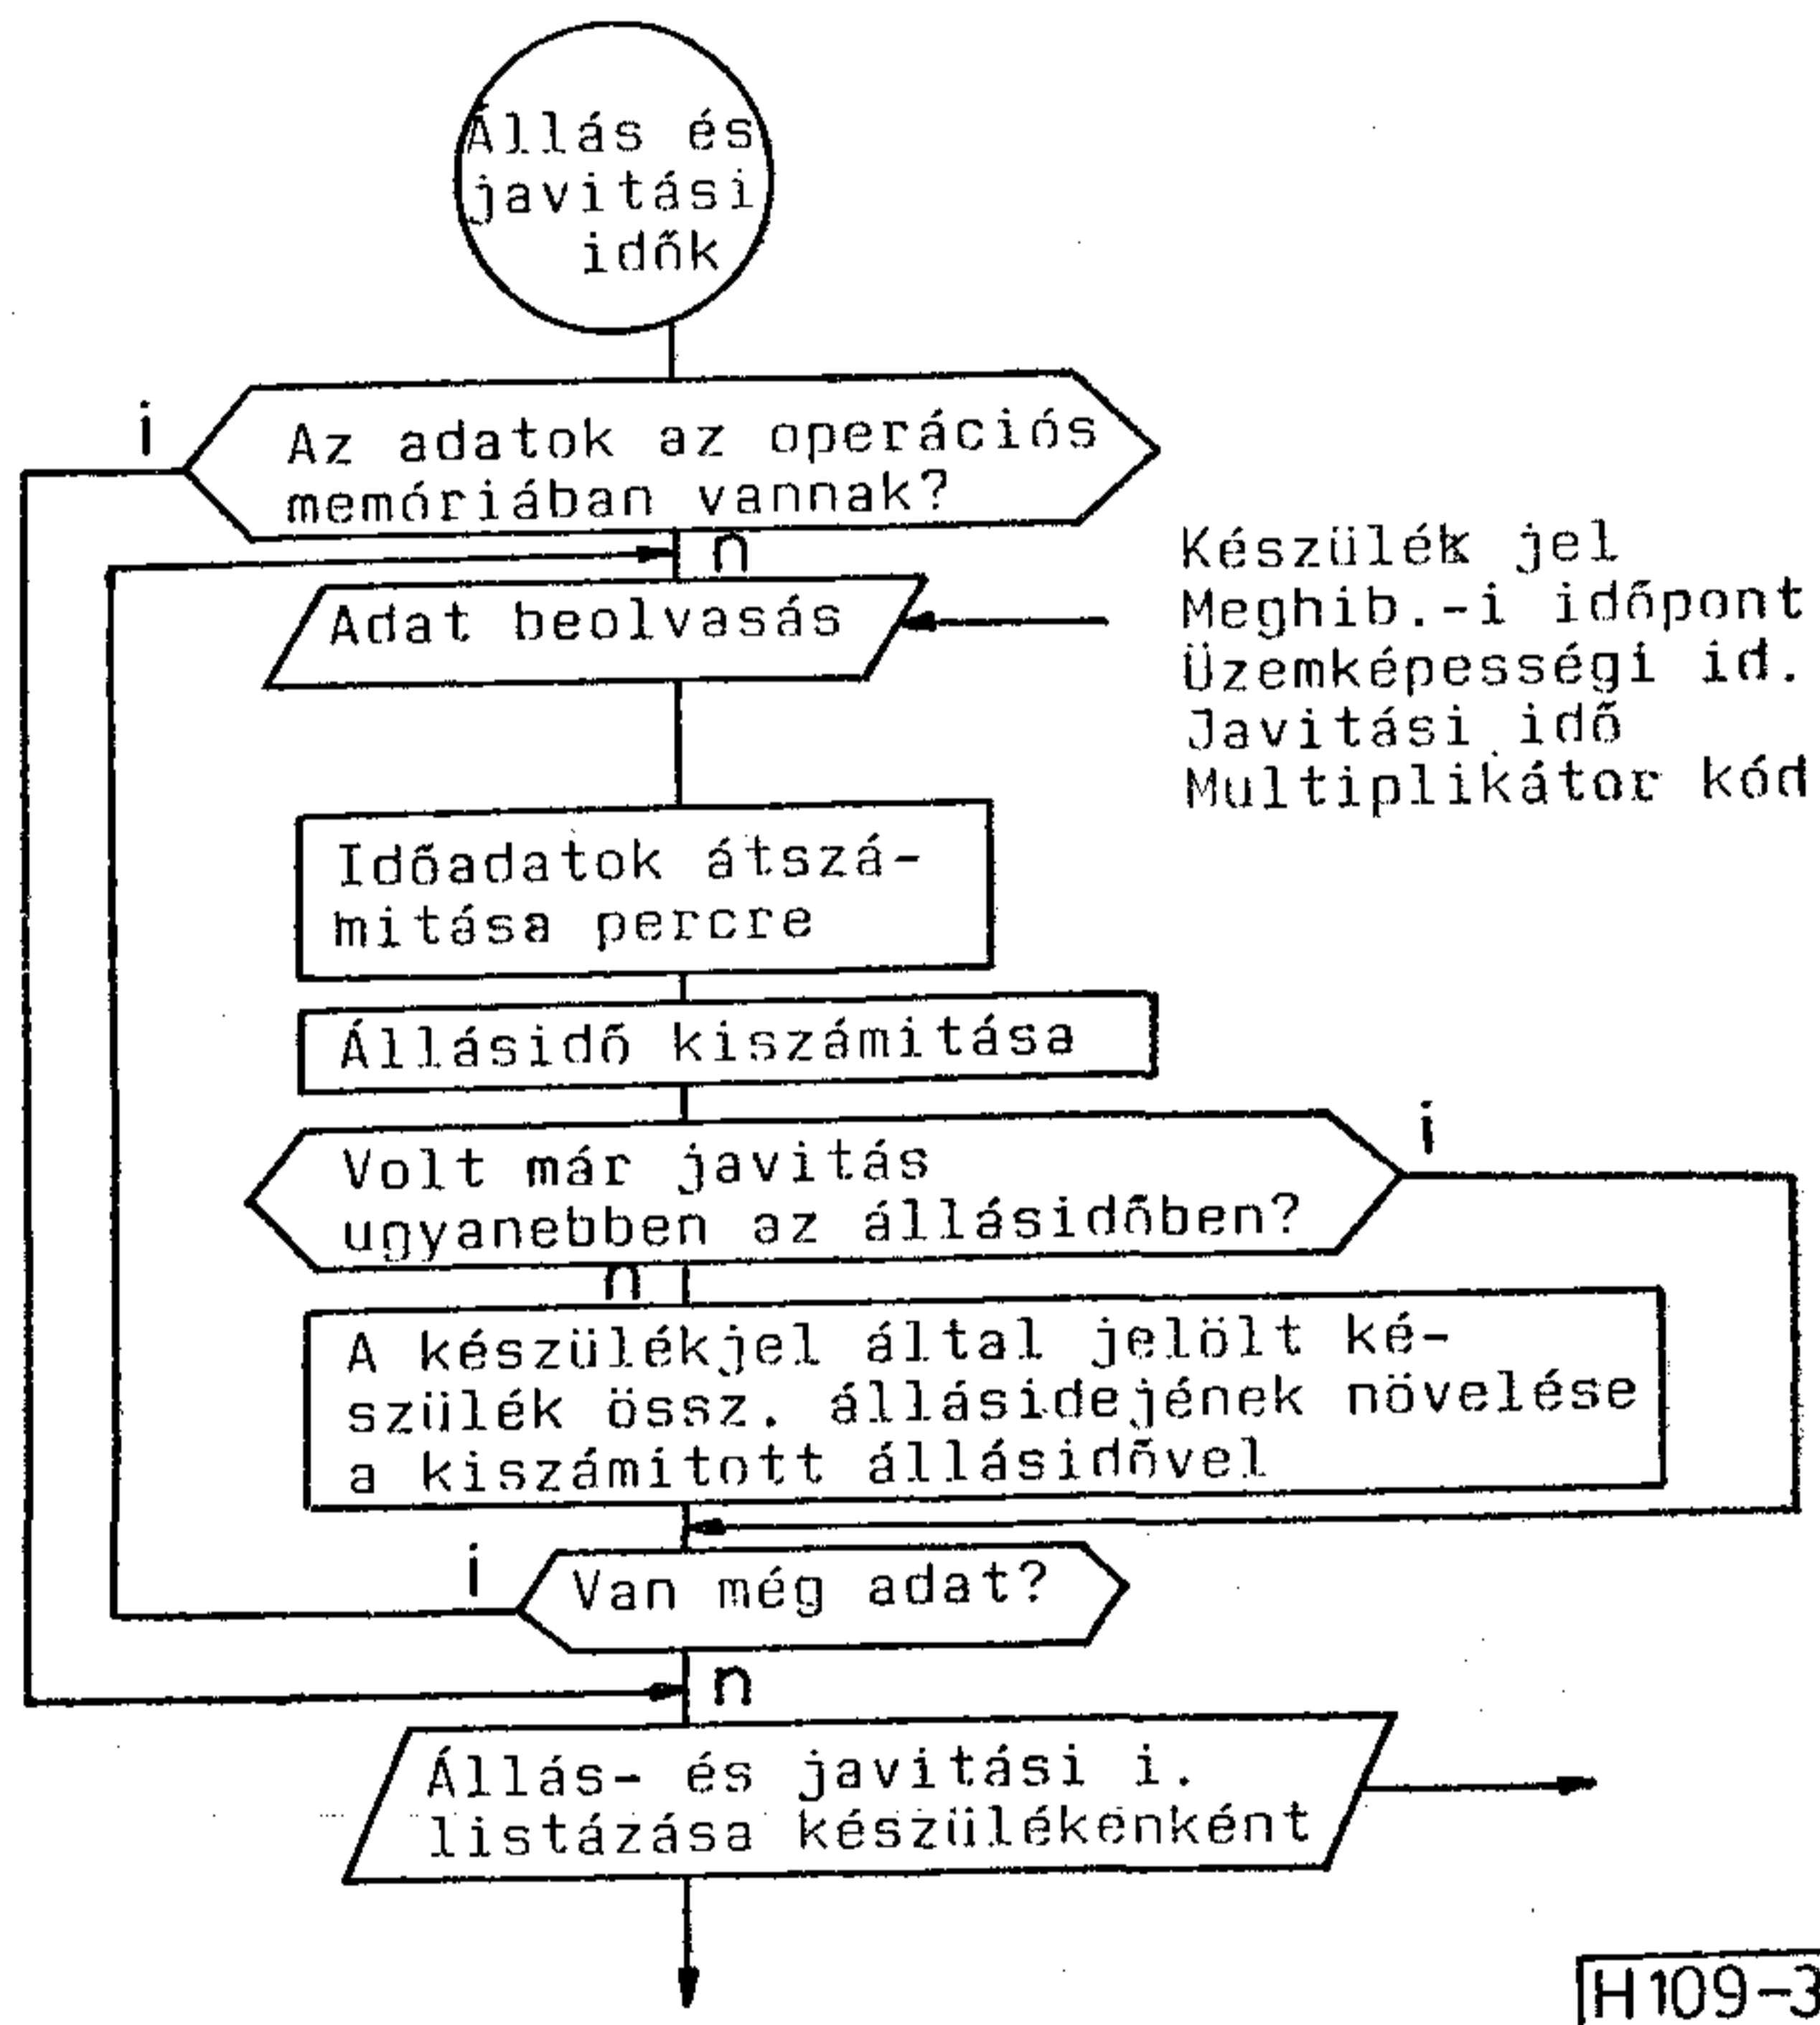 Állás és
javitási
idők
i
Az adatok az operációs
memóriában vannak?
n
Adat beolvasás
Készülék jel
Meghib.-i időpont
Üzemképességi id.
Javitási idő
Multiplikátor kód
Időadatok átszá-
mitása percre
Állásidő kiszámitása
i
Volt már javitás
ugyanebben az állásidőben?
n
A készülékjel által jelölt ké-
szülék össz. állásidejének növelése
a kiszámitott állásidővel
i
Van még adat?
n
Állás- és javitási i.
listázása készülékenként
H109-3